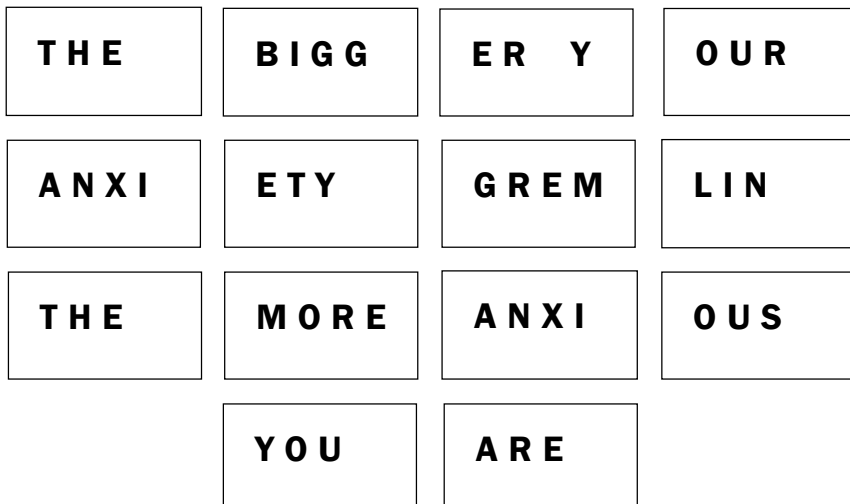 THE BIGG ER Y OUR
ANXI ETY GREM LIN
THE MORE ANXI OUS
YOU ARE